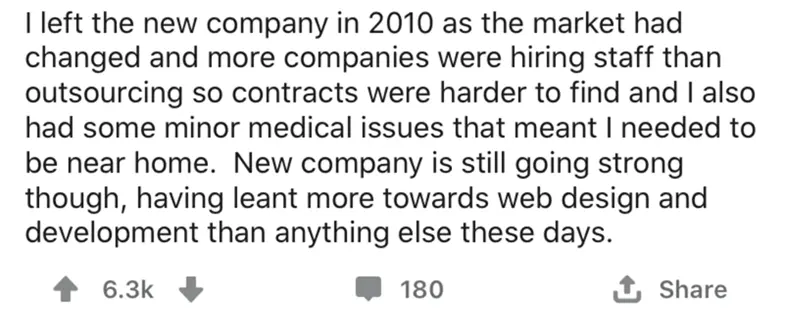 I left the new company in 2010 as the market had
changed and more companies were hiring staff than
outsourcing so contracts were harder to find and I also
had some minor medical issues that meant I needed to
be near home.  New company is still going strong
though, having leant more towards web design and
development than anything else these days.
6.3k 180 Share